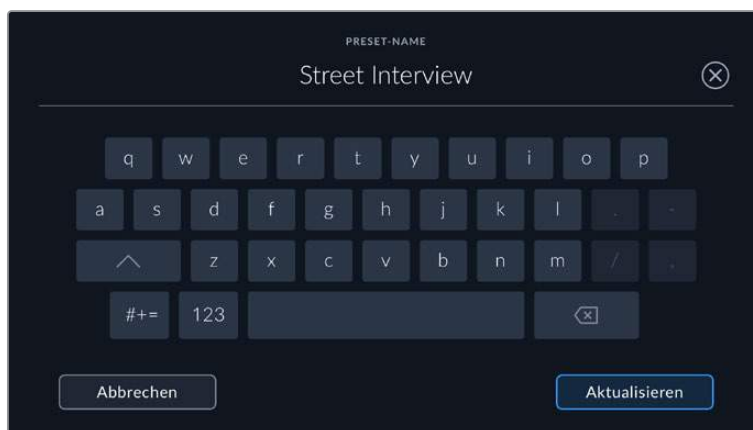 PRESET-NAME
Street Interview
q w e r t y u i o p
a s d f g h j k l . -
z x c v b n m / ,
#+= 123
Abbrechen Aktualisieren